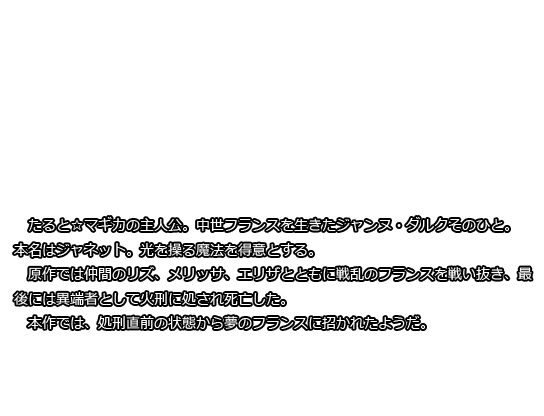 たると☆マギカの主人公。中世フランスを生きたジャンヌ・ダルクそのひと。
本名はジャネット。光を操る魔法を得意とする。
　原作では仲間のリズ、メリッサ、エリザとともに戦乱のフランスを戦い抜き、最
後には異端者として火刑に処され死亡した。
　本作では、処刑直前の状態から夢のフランスに招かれたようだ。